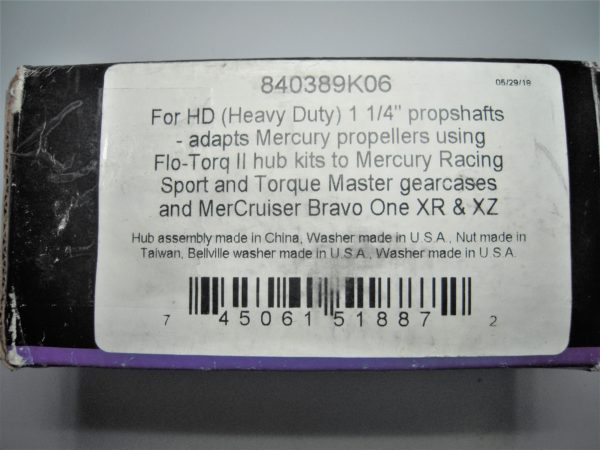 840389K06
05/29/18
For HD (Heavy Duty) 1 1/4" propshafts
- adapts Mercury propellers using
Flo-Torq II hub kits to Mercury Racing
Sport and Torque Master gearcases
and MerCruiser Bravo One XR & XZ
Hub assembly made in China, Washer made in U.S.A., Nut made in
Taiwan, Bellville washer made in U.S.A., Washer made in U.S.A.
7 45061 51887 2